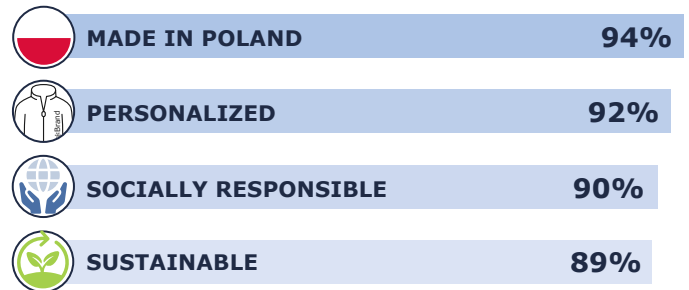 MADE IN POLAND 94%
PERSONALIZED 92%
SOCIALLY RESPONSIBLE 90%
SUSTAINABLE 89%